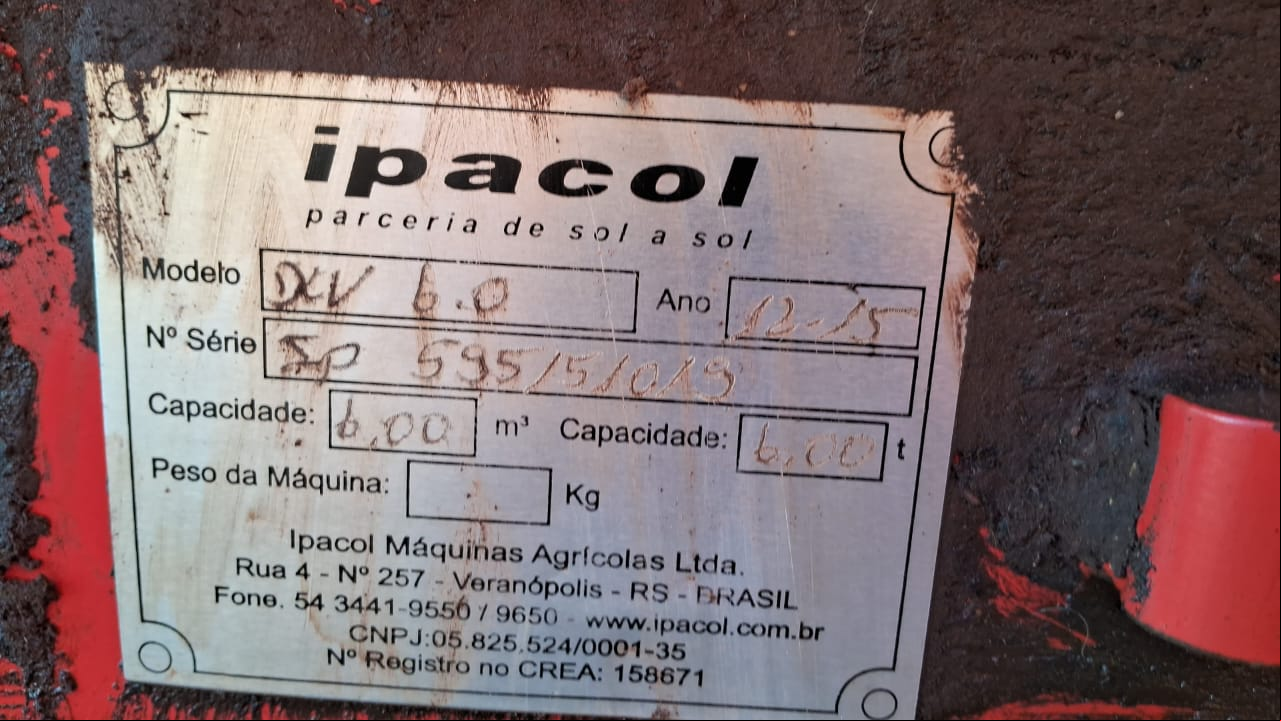 ipacol
parceria de sol a sol
Modelo DCV 6.0 Ano 12-15
Nº Série 595151019
Capacidade: 6,00 m³ Capacidade: 6,00 t
Peso da Máquina: Kg
Ipacol Máquinas Agrícolas Ltda.
Rua 4 - Nº 257 - Veranópolis - RS - BRASIL
Fone. 54 3441-9550 / 9650 - www.ipacol.com.br
CNPJ:05.825.524/0001-35
Nº Registro no CREA: 158671